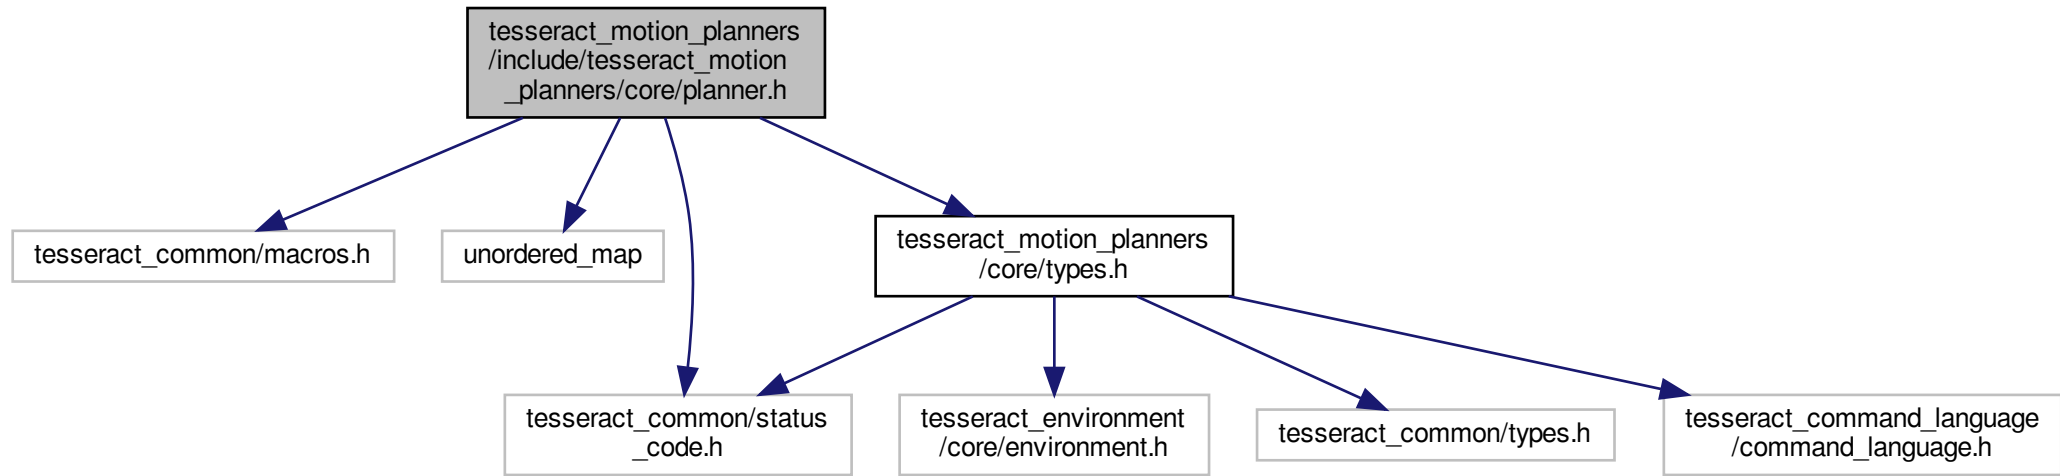 tesseract_motion_planners
/include/tesseract_motion
_planners/core/planner.h
tesseract_common/macros.h
unordered_map
tesseract_motion_planners
/core/types.h
tesseract_common/status
_code.h
tesseract_environment
/core/environment.h
tesseract_common/types.h
tesseract_command_language
/command_language.h